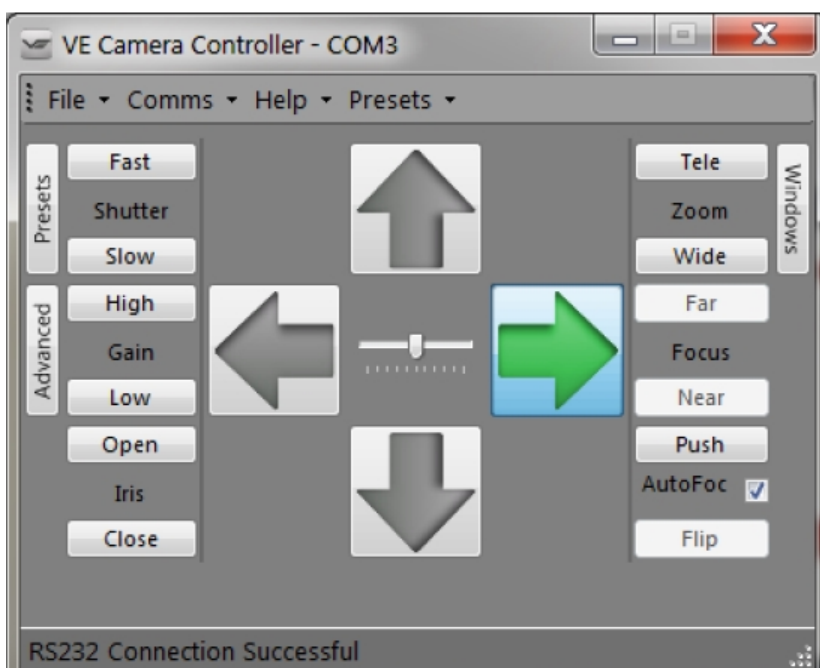 VE Camera Controller - COM3
File Comms Help Presets
Presets
Advanced
Fast
Shutter
Slow
High
Gain
Low
Open
Iris
Close
Tele
Zoom
Wide
Far
Focus
Near
Push
AutoFoc
Flip
Windows
RS232 Connection Successful